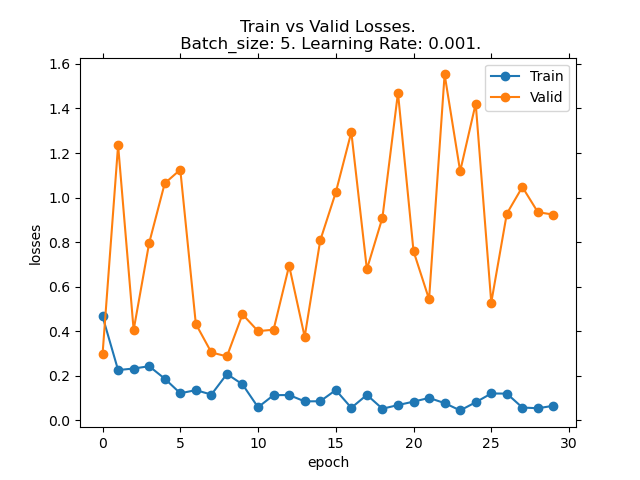 Train vs Valid Losses.
Batch_size: 5. Learning Rate: 0.001.
Train
Valid
1.6
1.4
1.2
1.0
0.8
0.6
0.4
0.2
0.0
losses
0 5 10 15 20 25 30
epoch